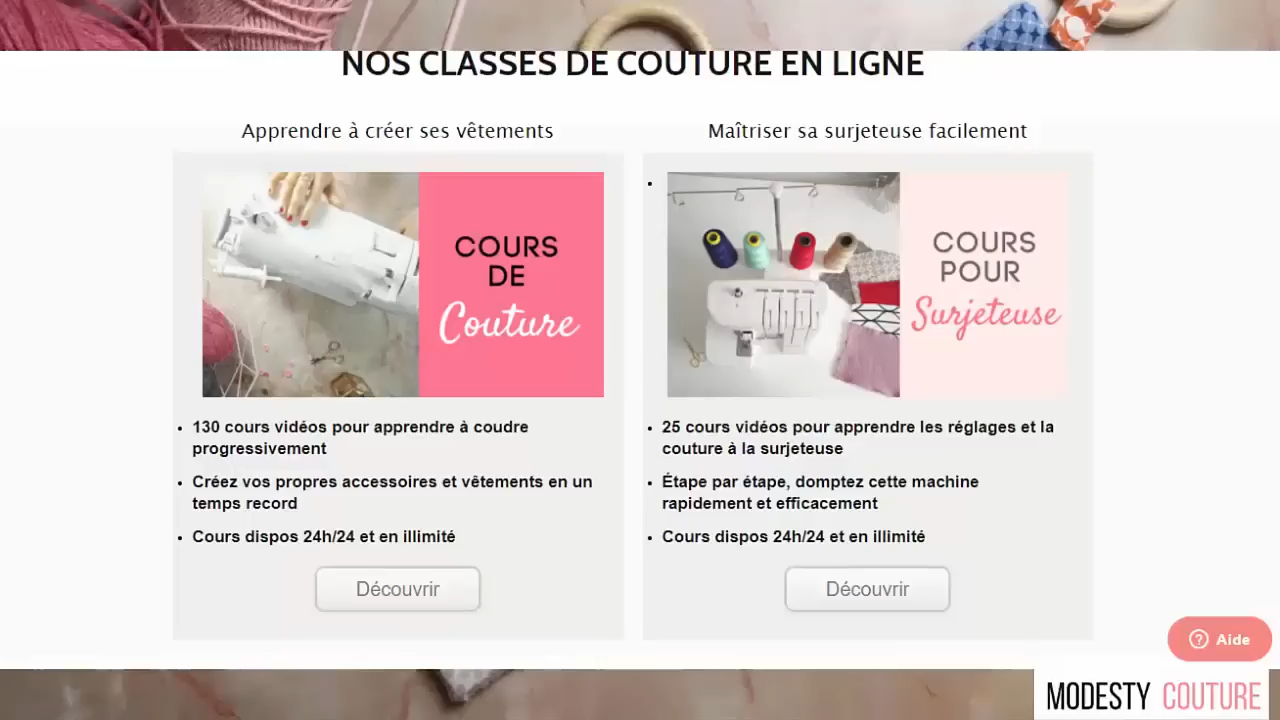 NOS CLASSES DE COUTURE EN LIGNE
Apprendre à créer ses vêtements
COURS
DE
Couture
130 cours vidéos pour apprendre à coudre
progressivement
Créez vos propres accessoires et vêtements en un
temps record
Cours dispos 24h/24 et en illimité
Découvrir
Maîtriser sa surjeteuse facilement
COURS
POUR
Surjeteuse
25 cours vidéos pour apprendre les réglages et la
couture à la surjeteuse
Étape par étape, domptez cette machine
rapidement et efficacement
Cours dispos 24h/24 et en illimité
Découvrir
Aide
MODESTY COUTURE